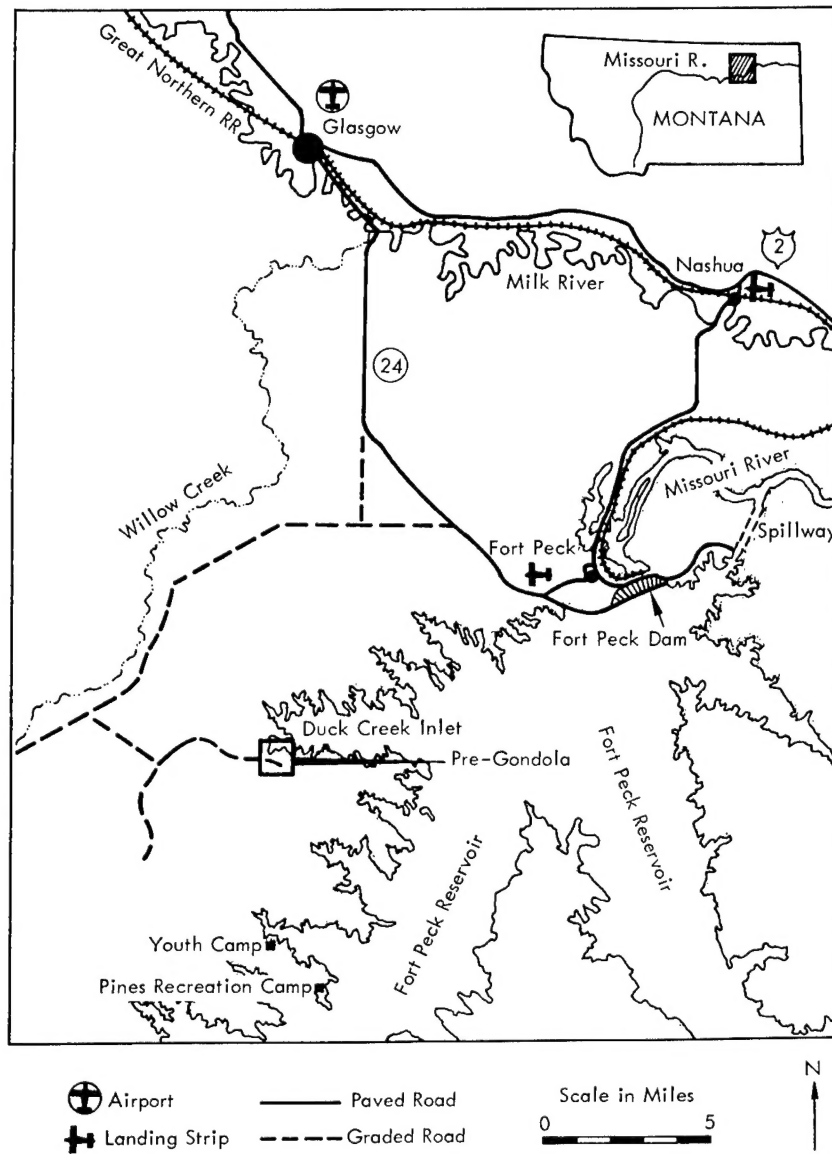 Great Northern RR
Glasgow
Missouri R.
MONTANA
Nashua
2
Milk River
24
Willow Creek
Missouri River
Spillway
Fort Peck
Fort Peck Dam
Duck Creek Inlet
Pre-Gondola
Fort Peck Reservoir
Fort Peck Reservoir
Youth Camp
Pines Recreation Camp
Airport
Paved Road
Scale in Miles
N
Landing Strip
Graded Road
0 5